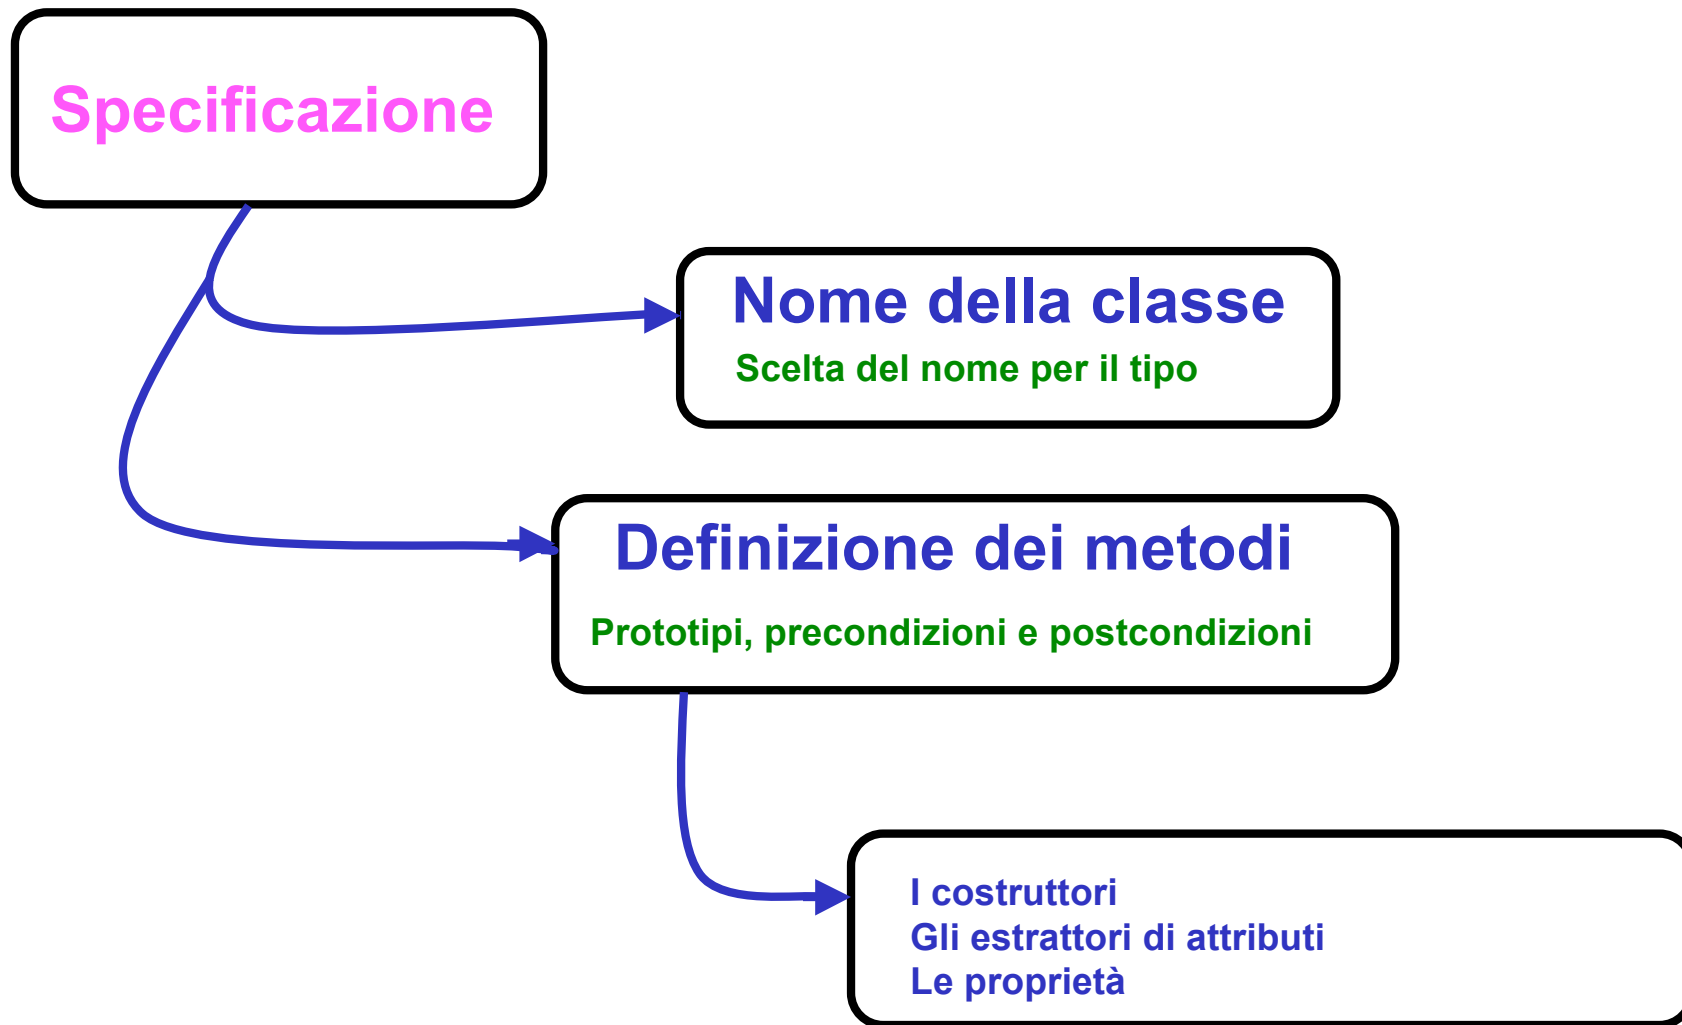 Specificazione
Nome della classe
Scelta del nome per il tipo
Definizione dei metodi
Prototipi, precondizioni e postcondizioni
I costruttori
Gli estrattori di attributi
Le proprietà